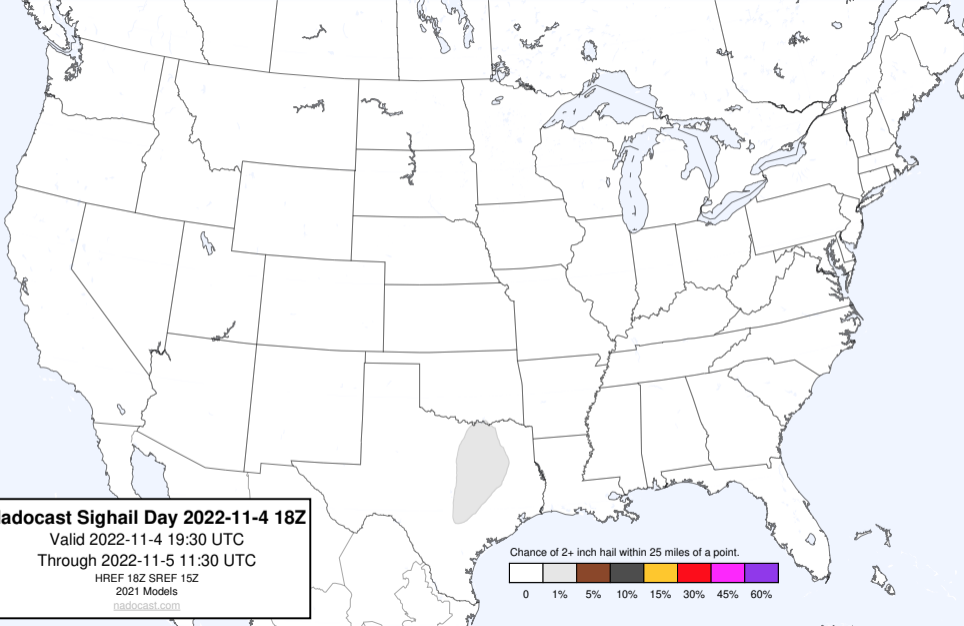 adocast Sighail Day 2022-11-4 18Z
Valid 2022-11-4 19:30 UTC
Through 2022-11-5 11:30 UTC
HREF 18Z SREF 15Z
2021 Models
nadocast.com
Chance of 2+ inch hail within 25 miles of a point.
0 1% 5% 10% 15% 30% 45% 60%